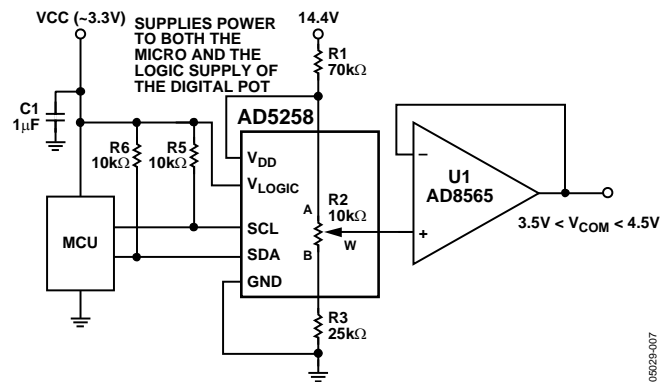 VCC (~3.3V)
SUPPLIES POWER
TO BOTH THE
MICRO AND THE
LOGIC SUPPLY OF
THE DIGITAL POT
14.4V
R1
70kΩ
C1
1μF
R6
10kΩ
R5
10kΩ
AD5258
VDD
VLOGIC
SCL
SDA
GND
MCU
A
R2
10kΩ
W
B
R3
25kΩ
−
+
U1
AD8565
3.5V < VCOM < 4.5V
05029-007